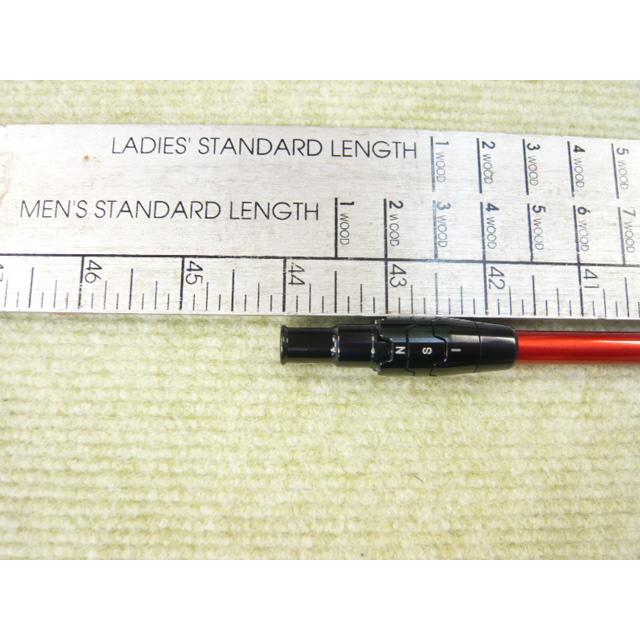 LADIES' STANDARD LENGTH 1 WOOD 2 WOOD 3 WOOD 4 WOOD 5
MEN'S STANDARD LENGTH 1 WOOD 2 WOOD 3 WOOD 4 WOOD 5 WOOD 6 WOOD 7 WOOD
46 45 44 43 42 41
N S I